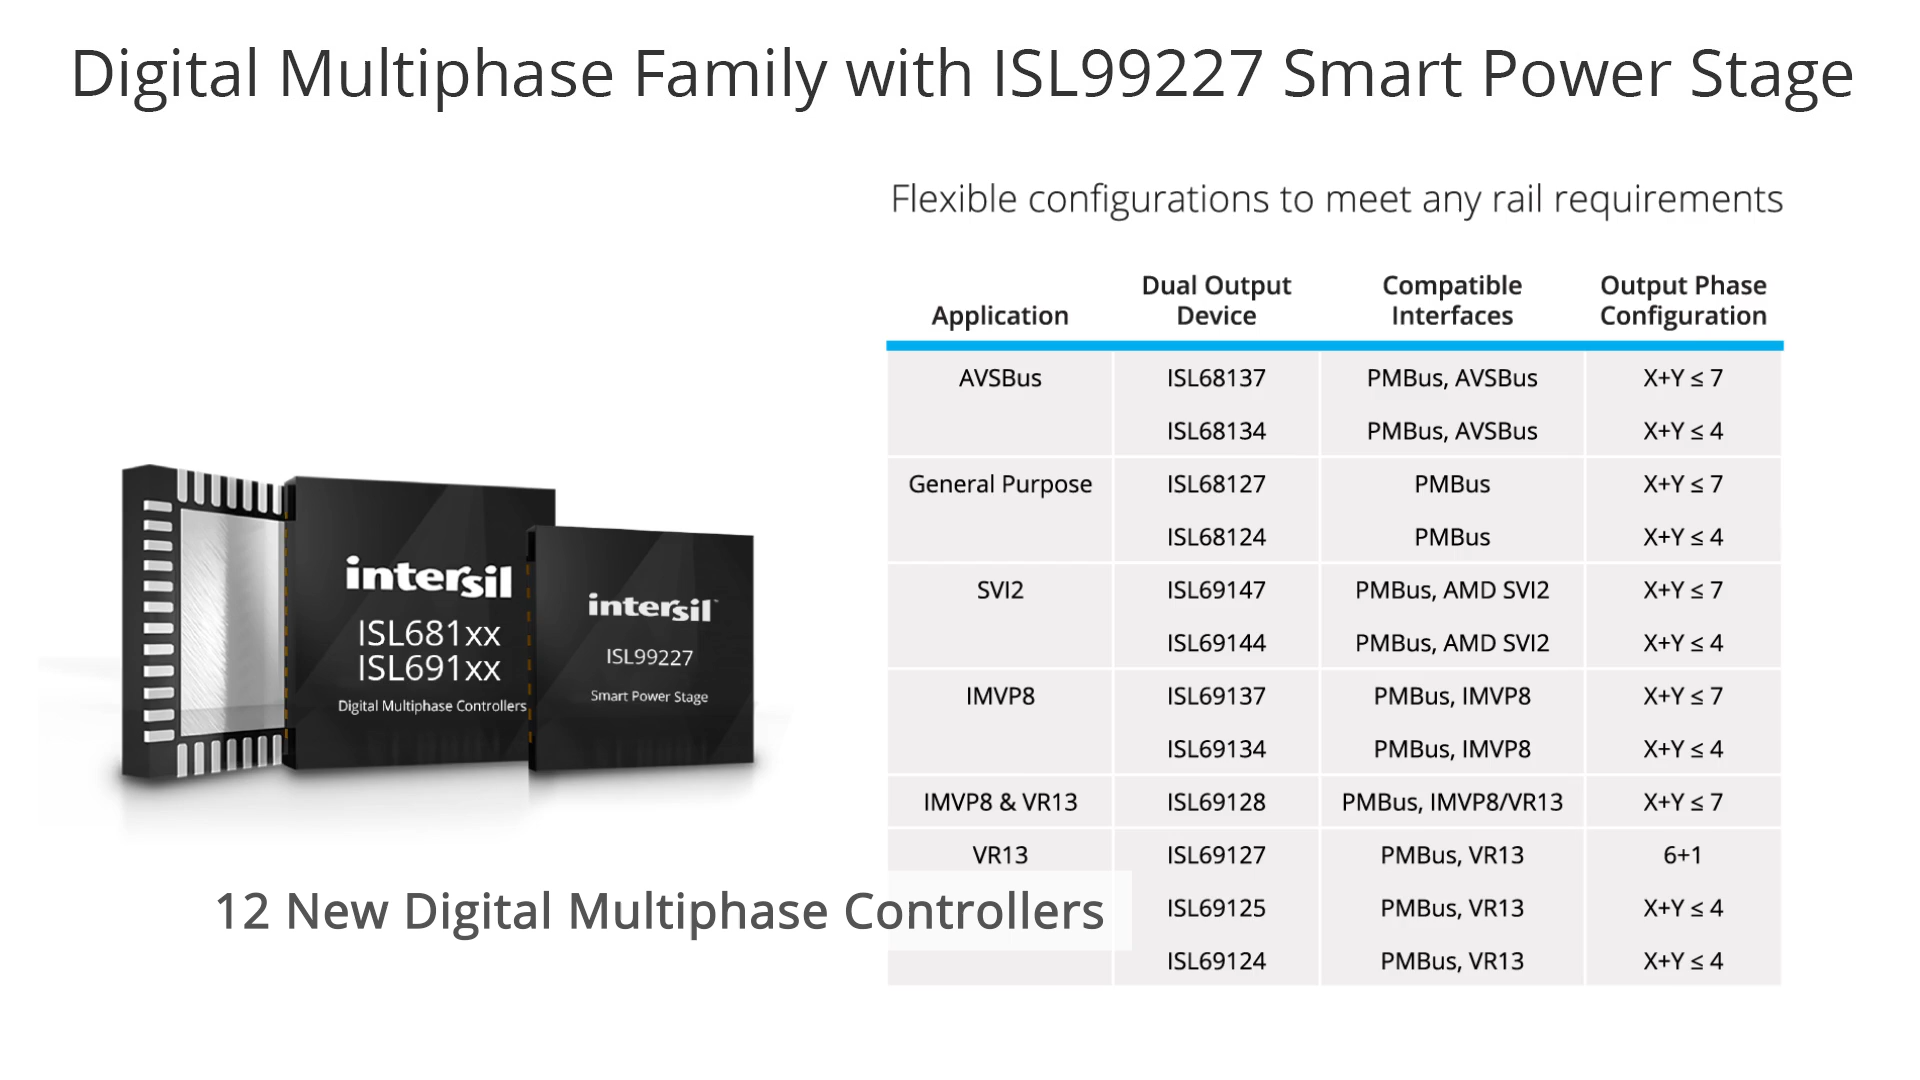 Digital Multiphase Family with ISL99227 Smart Power Stage
Flexible configurations to meet any rail requirements
Application Dual Output Device Compatible Interfaces Output Phase Configuration
AVSBus ISL68137 PMBus, AVSBus X+Y ≤ 7
ISL68134 PMBus, AVSBus X+Y ≤ 4
General Purpose ISL68127 PMBus X+Y ≤ 7
ISL68124 PMBus X+Y ≤ 4
SVI2 ISL69147 PMBus, AMD SVI2 X+Y ≤ 7
ISL69144 PMBus, AMD SVI2 X+Y ≤ 4
IMVP8 ISL69137 PMBus, IMVP8 X+Y ≤ 7
ISL69134 PMBus, IMVP8 X+Y ≤ 4
IMVP8 & VR13 ISL69128 PMBus, IMVP8/VR13 X+Y ≤ 7
VR13 ISL69127 PMBus, VR13 6+1
ISL69125 PMBus, VR13 X+Y ≤ 4
ISL69124 PMBus, VR13 X+Y ≤ 4
intersil
ISL681xx
ISL691xx
Digital Multiphase Controllers
intersil™
ISL99227
Smart Power Stage
12 New Digital Multiphase Controllers